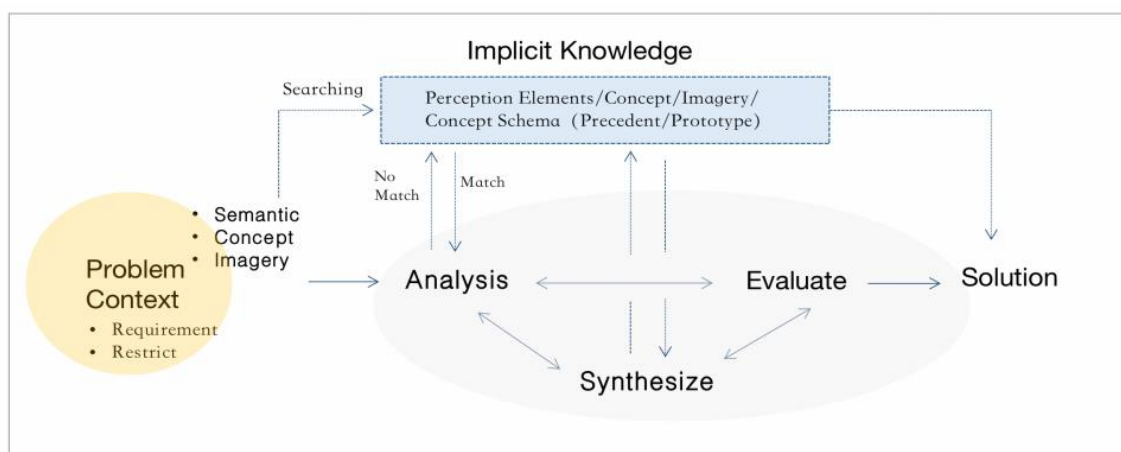 Implicit Knowledge
Searching
Perception Elements/Concept/Imagery/
Concept Schema (Precedent/Prototype)
No
Match
Match
• Semantic
• Concept
• Imagery
Problem
Context
• Requirement
• Restrict
Analysis
Evaluate
Solution
Synthesize